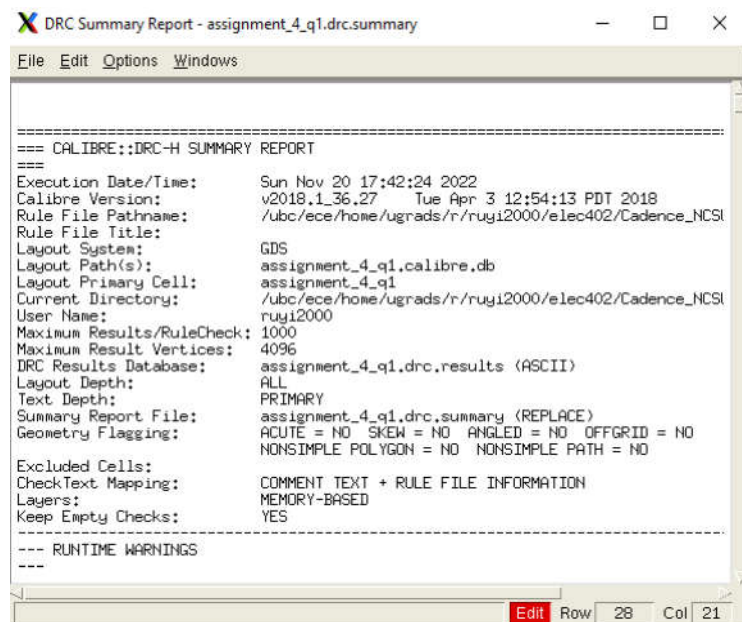 DRC Summary Report - assignment_4_q1.drc.summary
File Edit Options Windows
==================================================================================
=== CALIBRE::DRC-H SUMMARY REPORT
===
Execution Date/Time: Sun Nov 20 17:42:24 2022
Calibre Version: v2018.1_36.27 Tue Apr 3 12:54:13 PDT 2018
Rule File Pathname: /ubc/ece/home/ugrads/r/ruyi2000/elec402/Cadence_NCSU
Rule File Title:
Layout System: GDS
Layout Path(s): assignment_4_q1.calibre.db
Layout Primary Cell: assignment_4_q1
Current Directory: /ubc/ece/home/ugrads/r/ruyi2000/elec402/Cadence_NCSU
User Name: ruyi2000
Maximum Results/RuleCheck: 1000
Maximum Result Vertices: 4096
DRC Results Database: assignment_4_q1.drc.results (ASCII)
Layout Depth: ALL
Text Depth: PRIMARY
Summary Report File: assignment_4_q1.drc.summary (REPLACE)
Geometry Flagging: ACUTE = NO SKEW = NO ANGLED = NO OFFGRID = NO
NONSIMPLE POLYGON = NO NONSIMPLE PATH = NO
Excluded Cells:
CheckText Mapping: COMMENT TEXT + RULE FILE INFORMATION
Layers: MEMORY-BASED
Keep Empty Checks: YES
----------------------------------------------------------------------------------
--- RUNTIME WARNINGS
---
Edit Row 28 Col 21